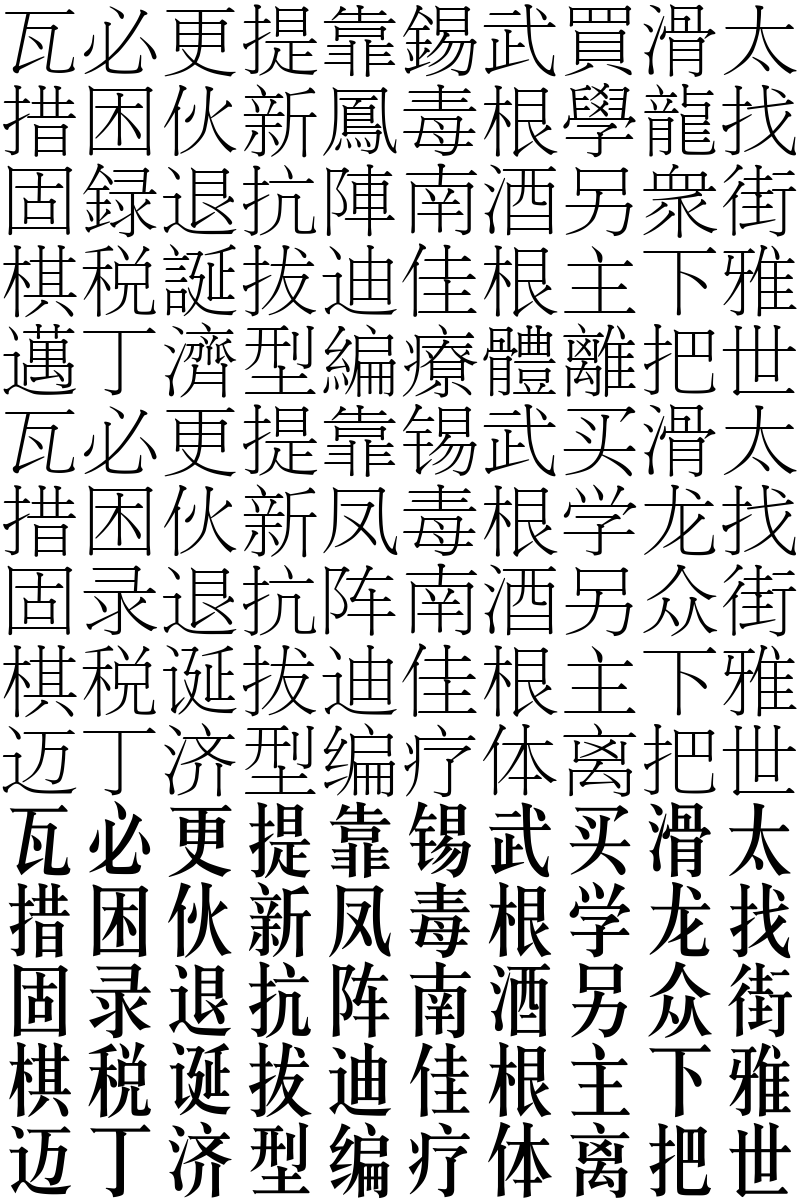 瓦必更提靠錫武買滑太
措困伙新鳳毒根學龍找
固録退抗陣南酒另衆街
棋税誕拔迪佳根主下雅
邁丁濟型編療體離把世
瓦必更提靠锡武买滑太
措困伙新凤毒根学龙找
固录退抗阵南酒另众街
棋税诞拔迪佳根主下雅
迈丁济型编疗体离把世
瓦必更提靠锡武买滑太
措困伙新凤毒根学龙找
固录退抗阵南酒另众街
棋税诞拔迪佳根主下雅
迈丁济型编疗体离把世